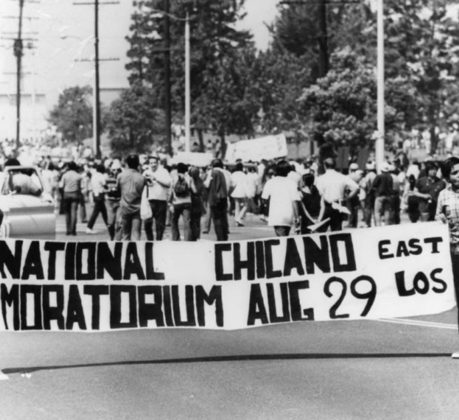 NATIONAL CHICANO EAST
MORATORIUM AUG 29 LOS